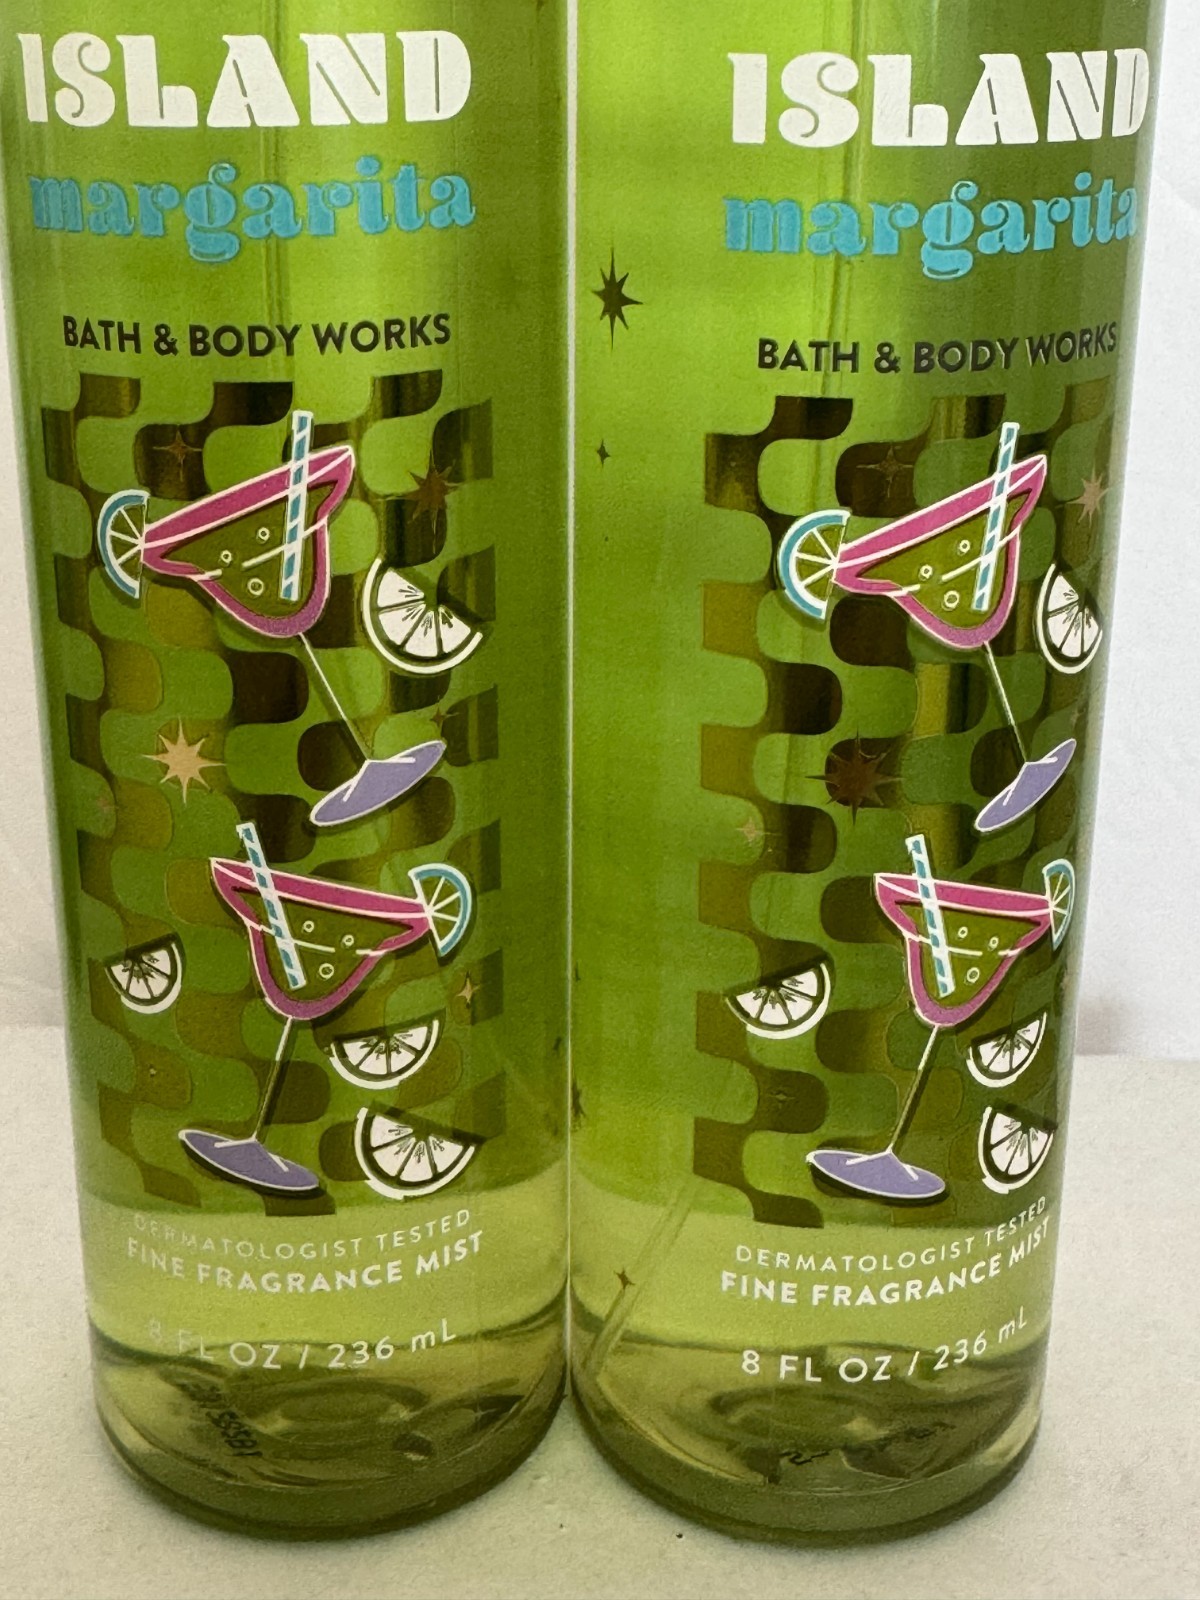 ISLAND
margarita
BATH & BODY WORKS
DERMATOLOGIST TESTED
FINE FRAGRANCE MIST
8 FL OZ / 236 mL
ISLAND
margarita
BATH & BODY WORKS
DERMATOLOGIST TESTED
FINE FRAGRANCE MIST
8 FL OZ / 236 mL